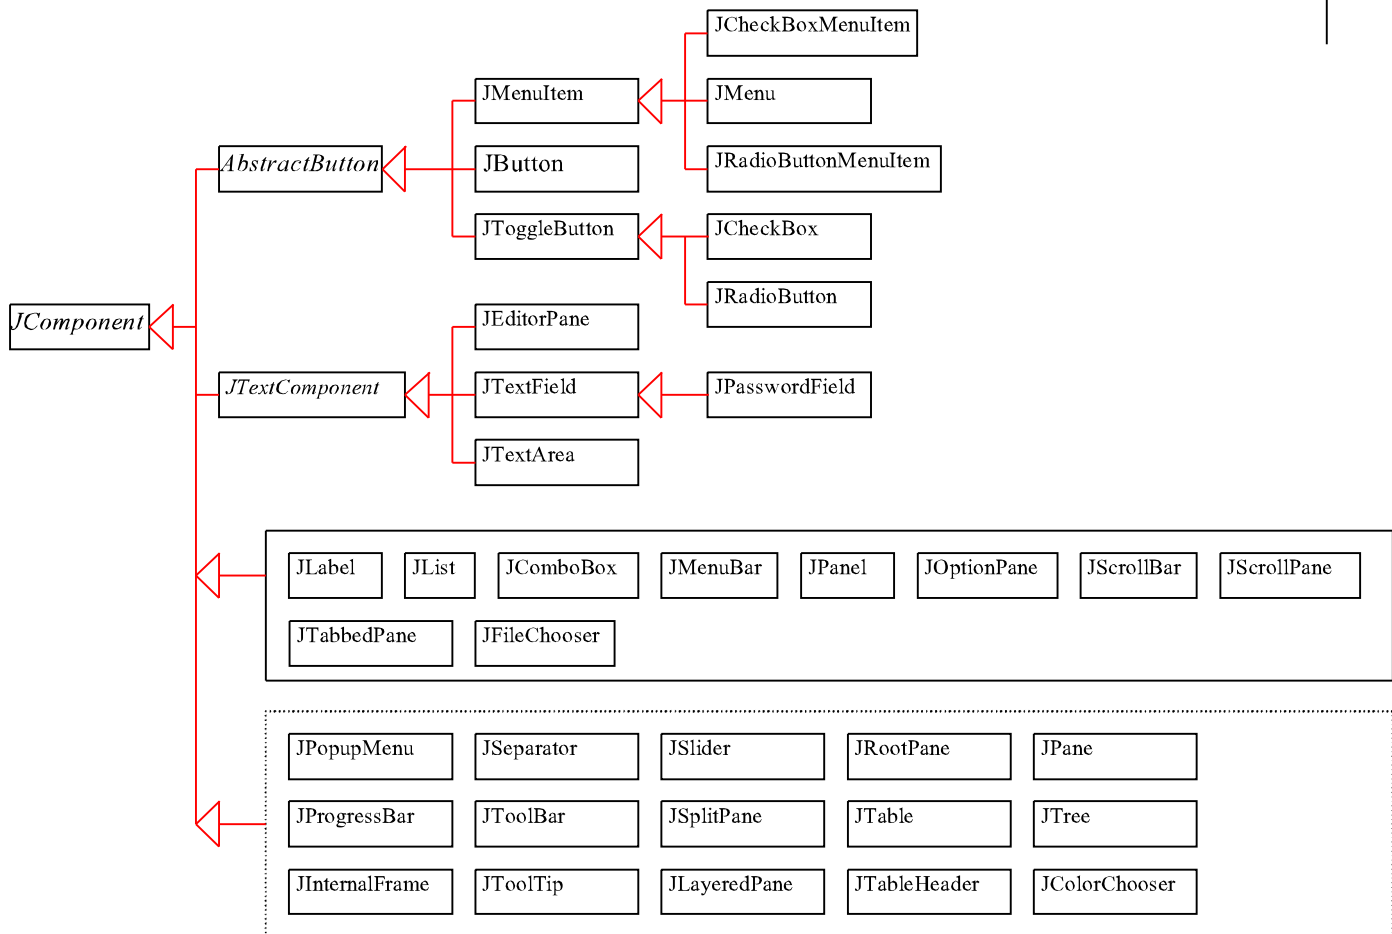 JCheckBoxMenuItem
JMenuItem
JMenu
AbstractButton
JButton
JRadioButtonMenuItem
JToggleButton
JCheckBox
JRadioButton
JComponent
JEditorPane
JTextComponent
JTextField
JPasswordField
JTextArea
JLabel JList JComboBox JMenuBar JPanel JOptionPane JScrollBar JScrollPane
JTabbedPane JFileChooser
JPopupMenu JSeparator JSlider JRootPane JPane
JProgressBar JToolBar JSplitPane JTable JTree
JInternalFrame JToolTip JLayeredPane JTableHeader JColorChooser